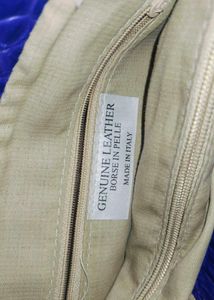 GENUINE LEATHER
BORSE IN PELLE
MADE IN ITALY